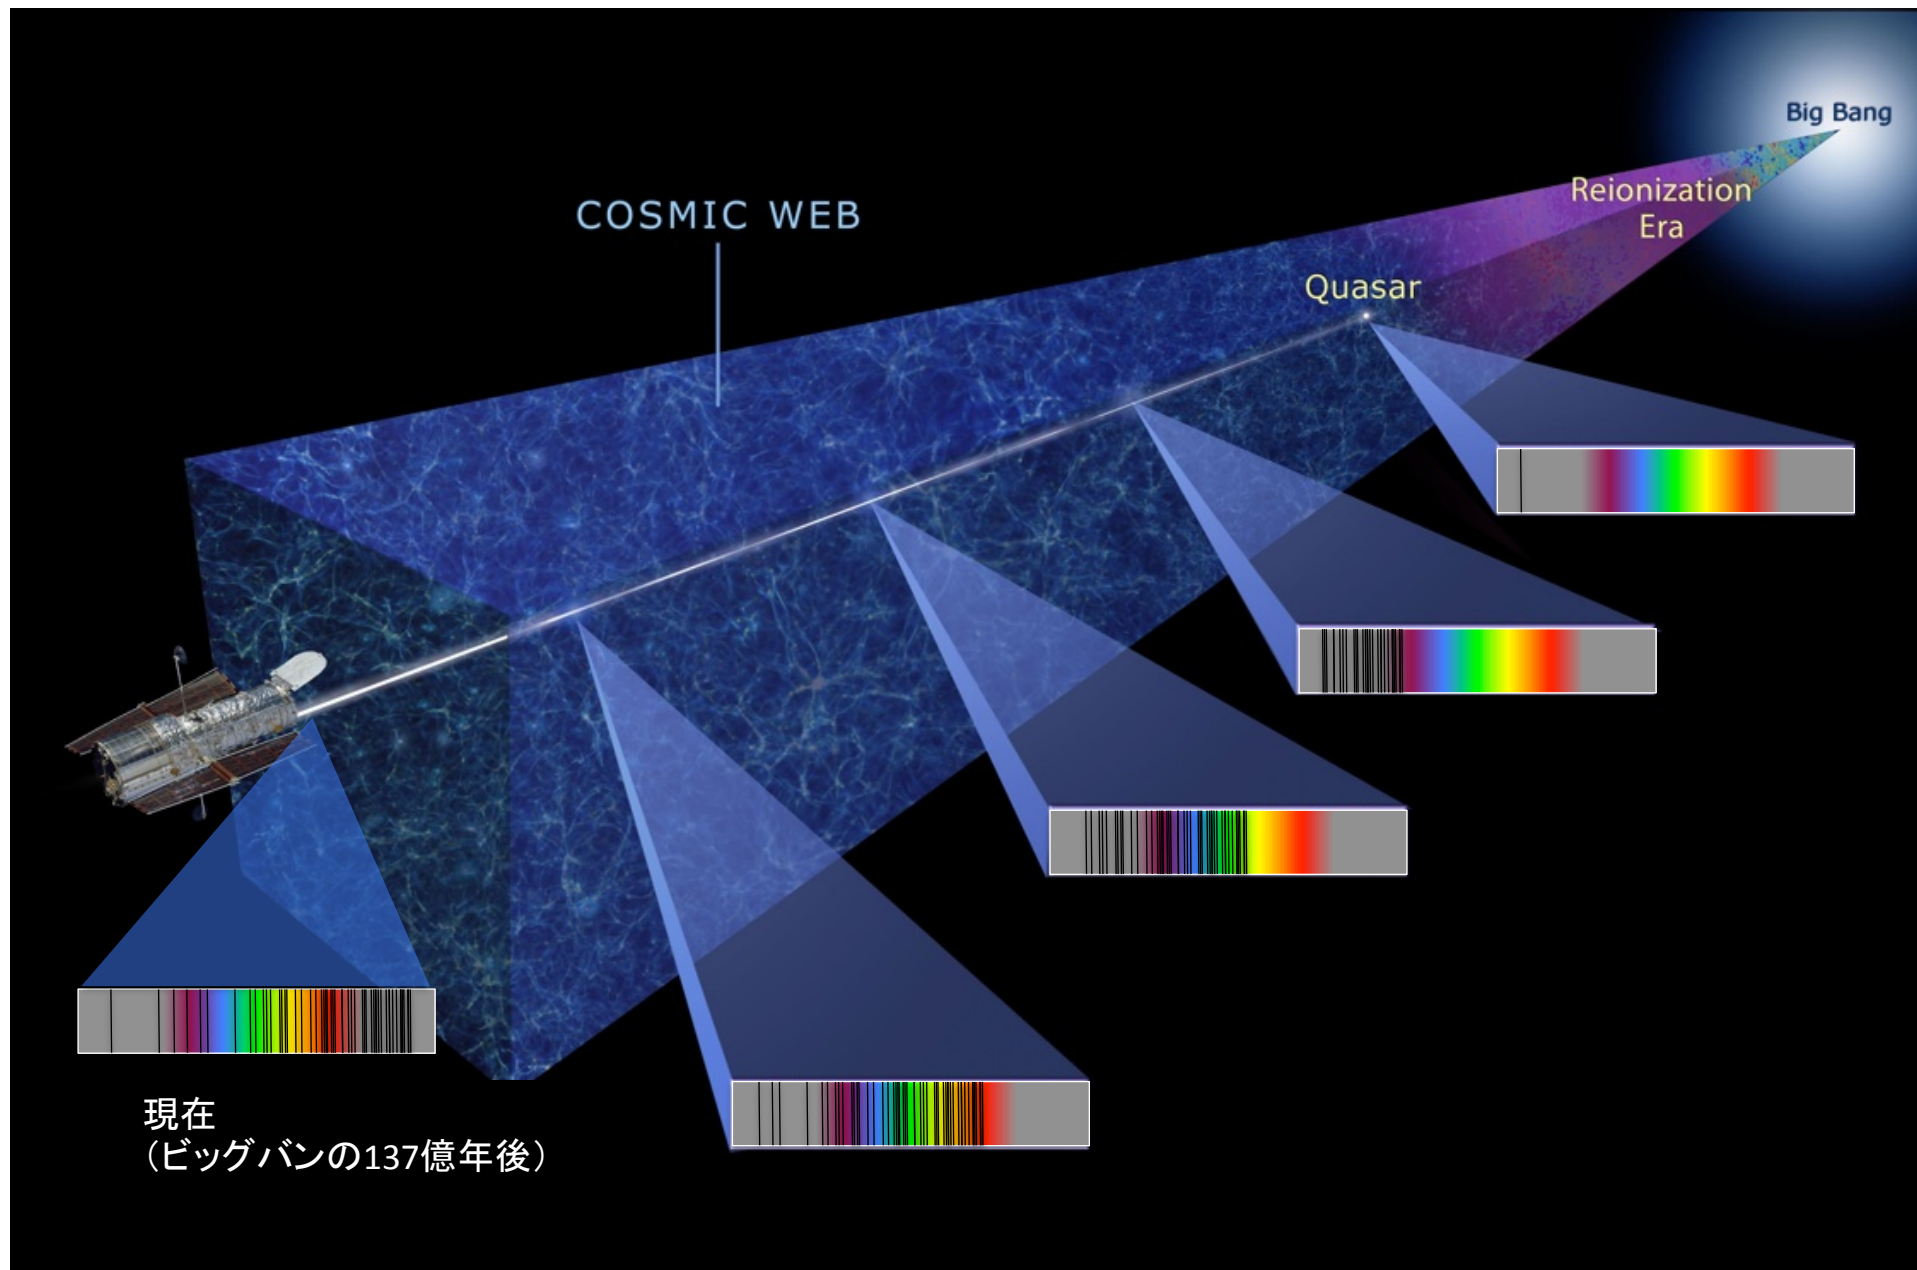 Big Bang
Reionization
Era
COSMIC WEB
Quasar
現在
（ビッグバンの137億年後）